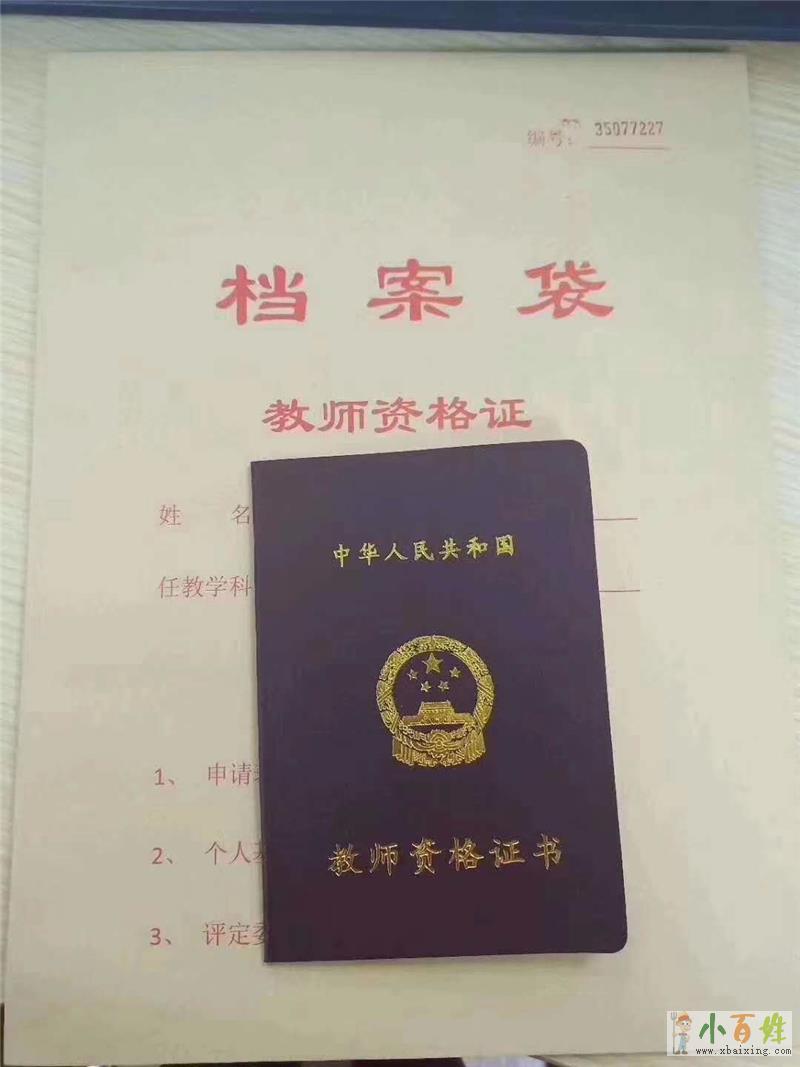 编号: 35077227
档案袋
教师资格证
姓 名
任教学科
中华人民共和国
1、 申请
2、 个人
教师资格证书
3、 评定
小百姓
www.xbaixing.com